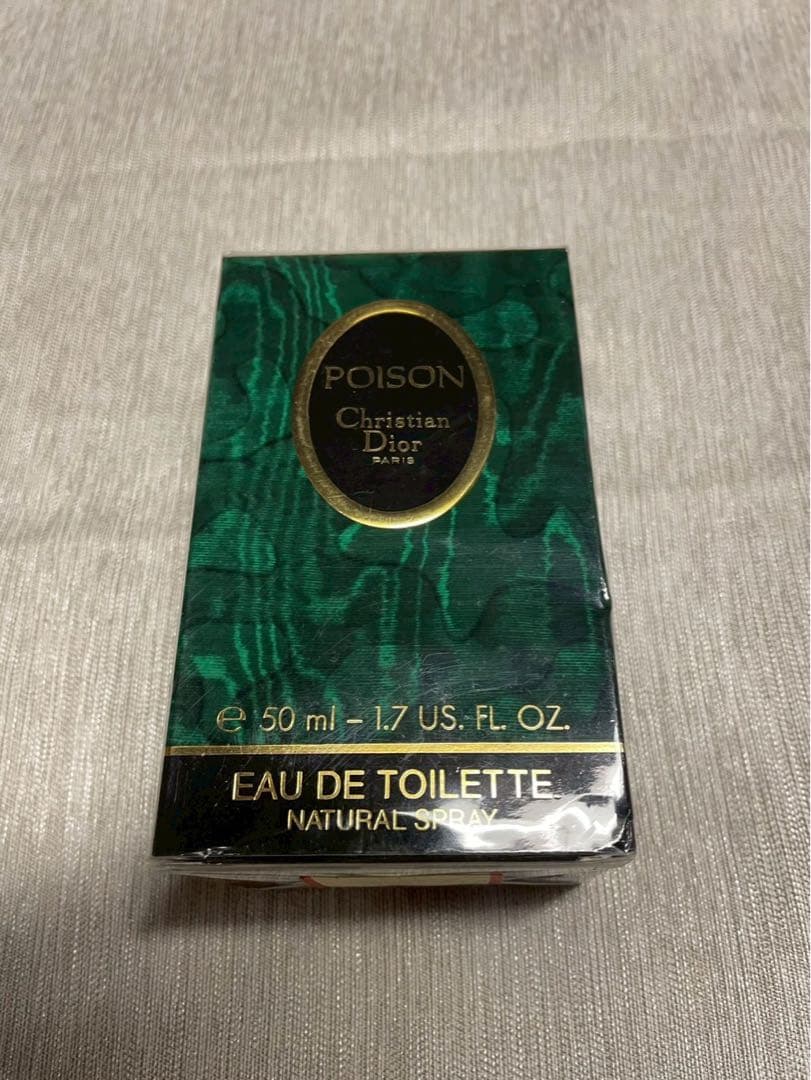 POISON
Christian
Dior
PARIS
℮ 50 ml - 1.7 US. FL. OZ.
EAU DE TOILETTE
NATURAL SPRAY